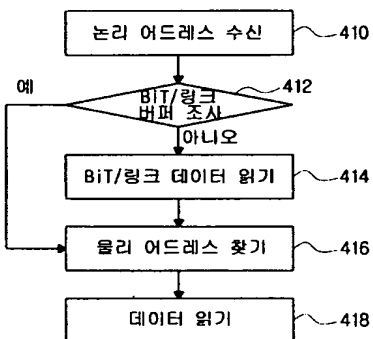 논리 어드레스 수신 410
412
예
BiT/링크
버퍼 조사
아니오
BiT/링크 데이터 읽기 414
물리 어드레스 찾기 416
데이터 읽기 418